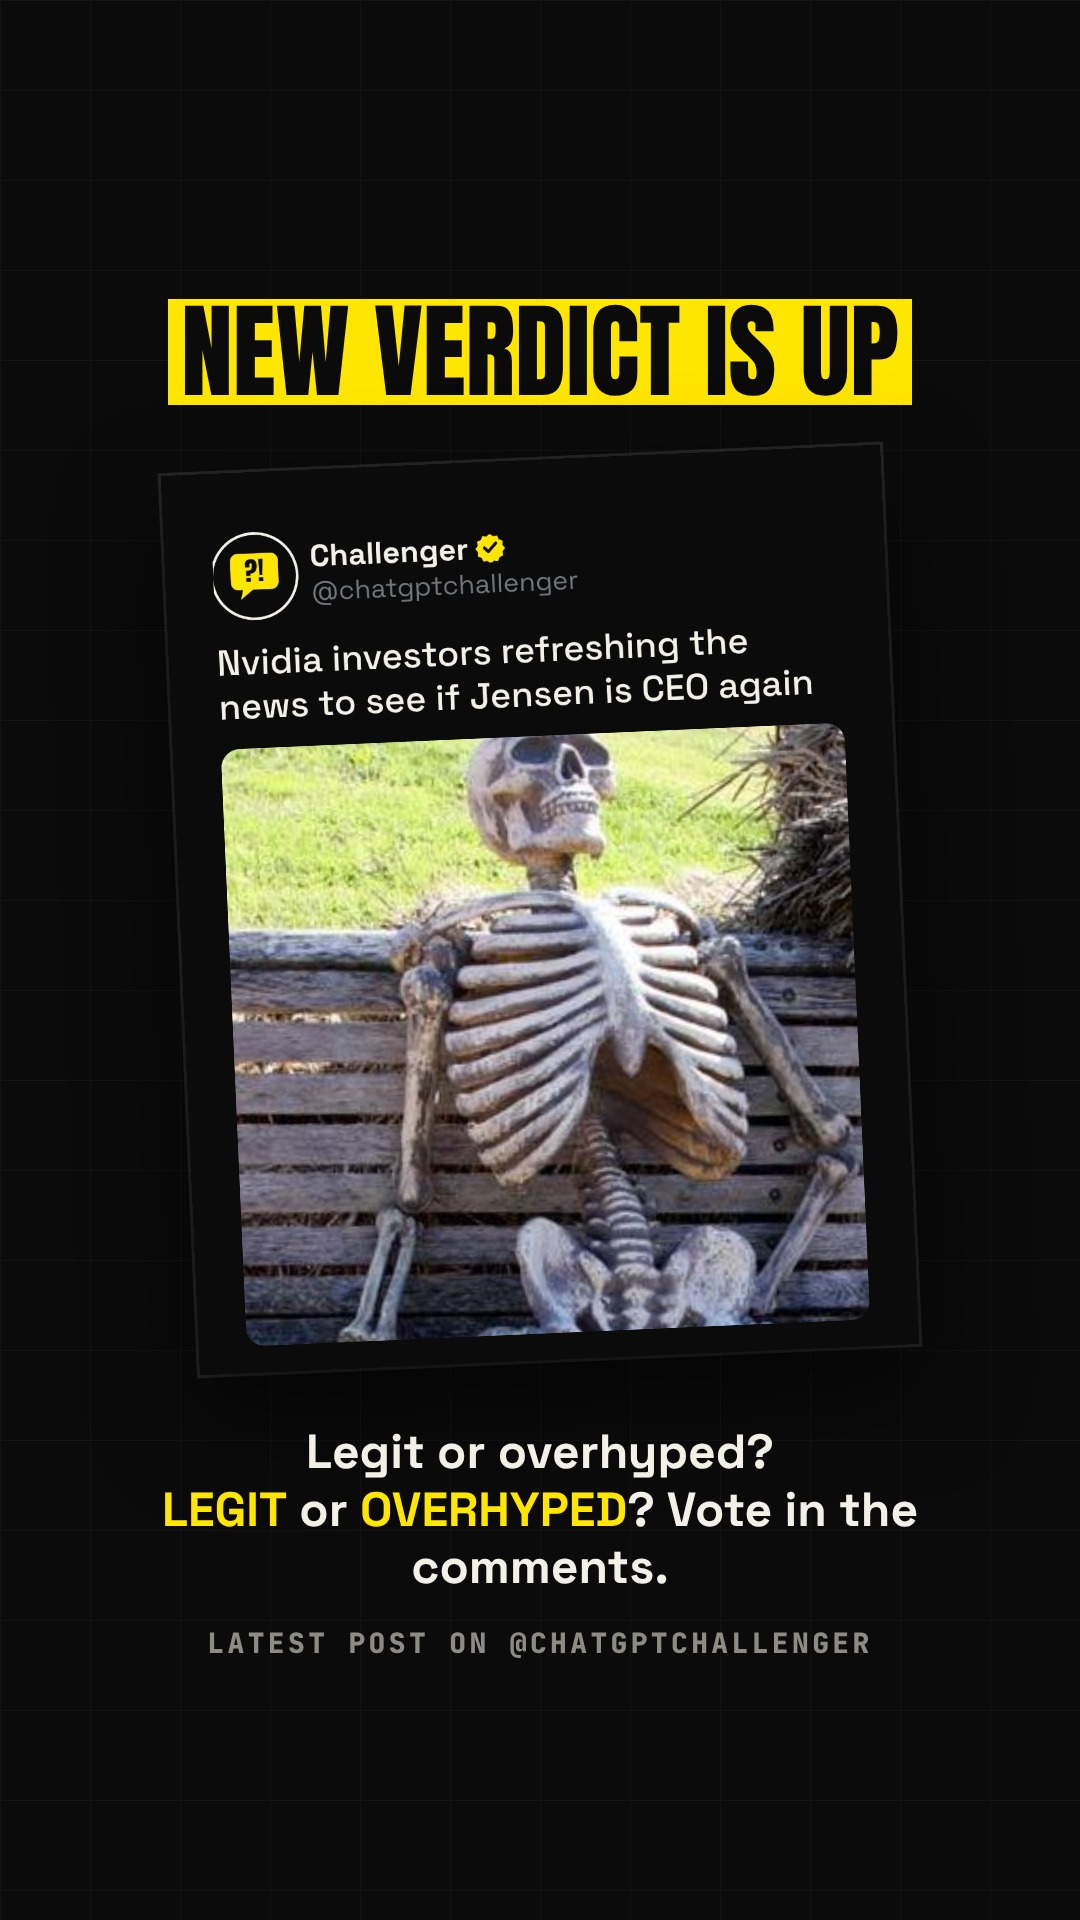 NEW VERDICT IS UP
?!
Challenger
@chatgptchallenger
Nvidia investors refreshing the
news to see if Jensen is CEO again
Legit or overhyped?
LEGIT or OVERHYPED? Vote in the
comments.
LATEST POST ON @CHATGPTCHALLENGER